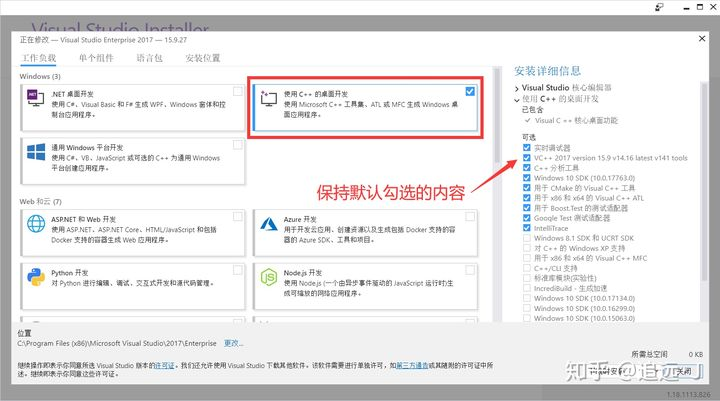 Visual Studio Installer
正在修改 — Visual Studio Enterprise 2017 — 15.9.27
工作负载 单个组件 语言包 安装位置
Windows (3)
.NET 桌面开发
使用 C#、Visual Basic 和 F# 生成 WPF、Windows 窗体和控
制台应用程序。
使用 C++ 的桌面开发
使用 Microsoft C++ 工具集、ATL 或 MFC 生成 Windows 桌
面应用程序。
通用 Windows 平台开发
使用 C#、VB、JavaScript 或可选的 C++ 为通用 Windows
平台创建应用程序。
Web 和云 (7)
ASP.NET 和 Web 开发
使用 ASP.NET、ASP.NET Core、HTML/JavaScript 和包括
Docker 支持的容器生成 Web 应用程序。
Azure 开发
用于开发云应用、创建资源以及生成包括 Docker 支持的容
器的 Azure SDK、工具和项目。
Python 开发
对 Python 进行编辑、调试、交互式开发和源代码管理。
Node.js 开发
使用 Node.js (一个由异步事件驱动的 JavaScript 运行时)生
成可缩放的网络应用程序。
保持默认勾选的内容
安装详细信息
Visual Studio 核心编辑器
使用 C++ 的桌面开发
已包含
Visual C ++ 核心桌面功能
可选
实时调试器
VC++ 2017 version 15.9 v14.16 latest v141 tools
C++ 分析工具
Windows 10 SDK (10.0.17763.0)
用于 CMake 的 Visual C++ 工具
用于 x86 和 x64 的 Visual C++ ATL
用于 Boost.Test 的测试适配器
Google Test 测试适配器
IntelliTrace
Windows 8.1 SDK 和 UCRT SDK
对 C++ 的 Windows XP 支持
用于 x86 和 x64 的 Visual C++ MFC
C++/CLI 支持
标准库模块(实验性)
IncrediBuild - 生成加速
Windows 10 SDK (10.0.17134.0)
Windows 10 SDK (10.0.16299.0)
Windows 10 SDK (10.0.15063.0)
位置
C:\Program Files (x86)\Microsoft Visual Studio\2017\Enterprise 更改...
继续操作即表示你同意所选 Visual Studio 版本的许可证。我们还允许使用 Visual Studio 下载其他软件。该软件需要进行单独许可，如第三方通告或其随附的许可证中所
述。继续即表示你同意这些许可证。
所需总空间 0 KB
关闭
知乎 @追远·J
1.18.1113.826